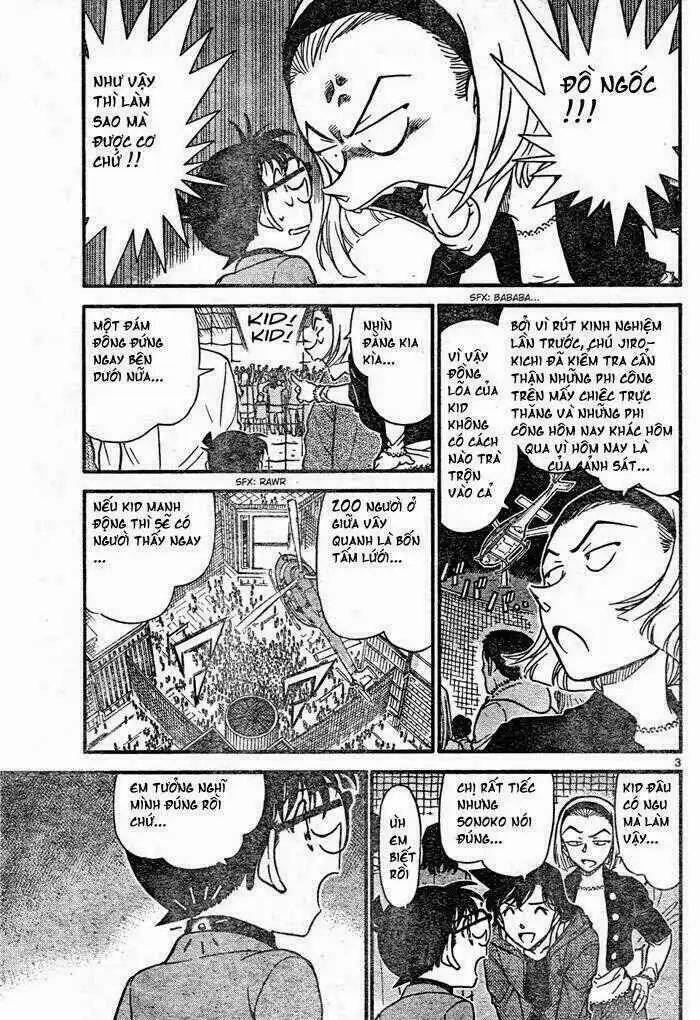 ĐỒ NGỐC
!!!
NHƯ VẬY
THÌ LÀM
SAO MÀ
ĐƯỢC CƠ
CHỨ !!
SFX: BABABA...
BỞI VÌ RÚT KINH NGHIỆM
LẦN TRƯỚC, CHÚ JIRO-
KICHI ĐÃ KIỂM TRA CẨN
THẬN NHỮNG PHI CÔNG
TRÊN MẤY CHIẾC TRỰC
THĂNG VÀ NHỮNG PHI
CÔNG HÔM NAY KHÁC HÔM
QUA VÌ HÔM NAY LÀ
CỦA CẢNH SÁT...
VÌ VẬY
ĐỒNG
LÕA CỦA
KID
KHÔNG
CÓ CÁCH
NÀO TRÀ
TRỘN
VÀO CẢ
NHÌN
ĐẰNG KIA
KÌA...
KID!
KID!
MỘT ĐÁM
ĐÔNG ĐỨNG
NGAY BÊN
DƯỚI NỮA...
SFX: RAWR
200 NGƯỜI Ở
GIỮA VÂY
QUANH LÀ BỐN
TẤM LƯỚI...
NẾU KID MANH
ĐỘNG THÌ SẼ CÓ
NGƯỜI THẤY NGAY
...
3
KID ĐÂU
CÓ NGU
MÀ LÀM
VẬY...
CHỊ RẤT TIẾC
NHƯNG
SONOKO NÓI
ĐÚNG...
ỪH
EM
BIẾT
RỒI
EM TƯỞNG NGHĨ
MÌNH ĐÚNG RỒI
CHỨ...